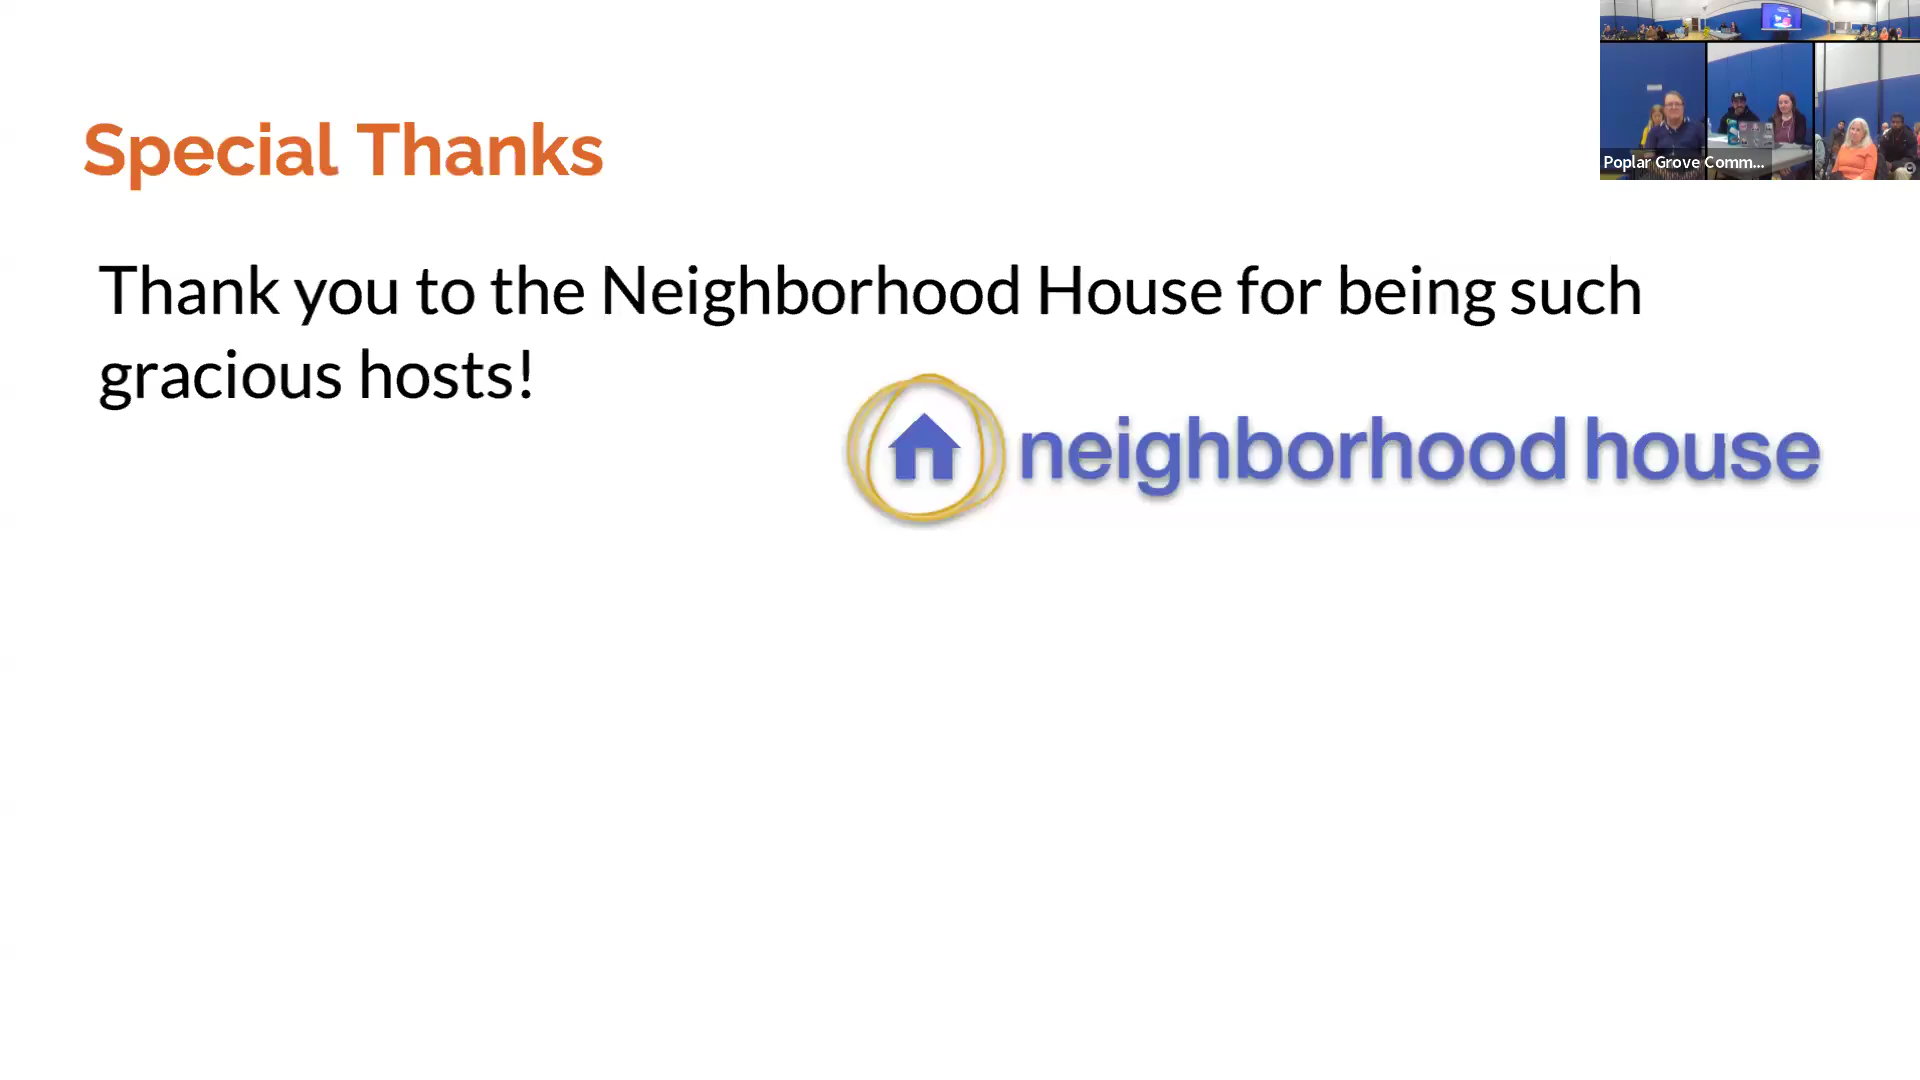 Special Thanks
Poplar Grove Comm...
Thank you to the Neighborhood House for being such
gracious hosts!
neighborhood house